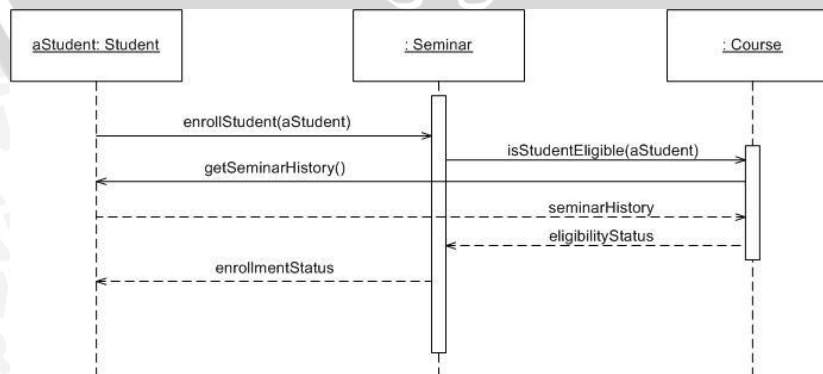 aStudent: Student
: Seminar
: Course
enrollStudent(aStudent)
isStudentEligible(aStudent)
getSeminarHistory()
seminarHistory
eligibilityStatus
enrollmentStatus